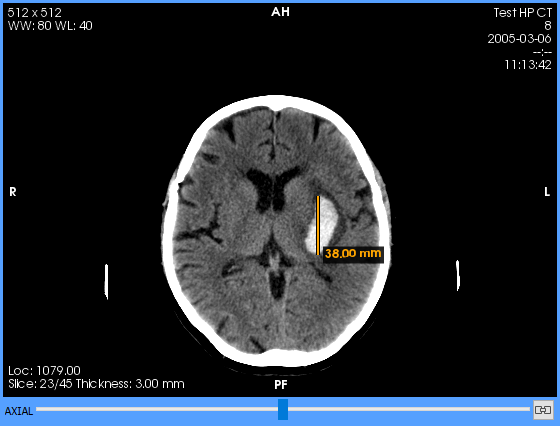 512 x 512
WW: 80 WL: 40
AH
Test HP CT
8
2005-03-06
--:--
11:13:42
R
L
38.00 mm
Loc: 1079.00
Slice: 23/45 Thickness: 3.00 mm
PF
AXIAL